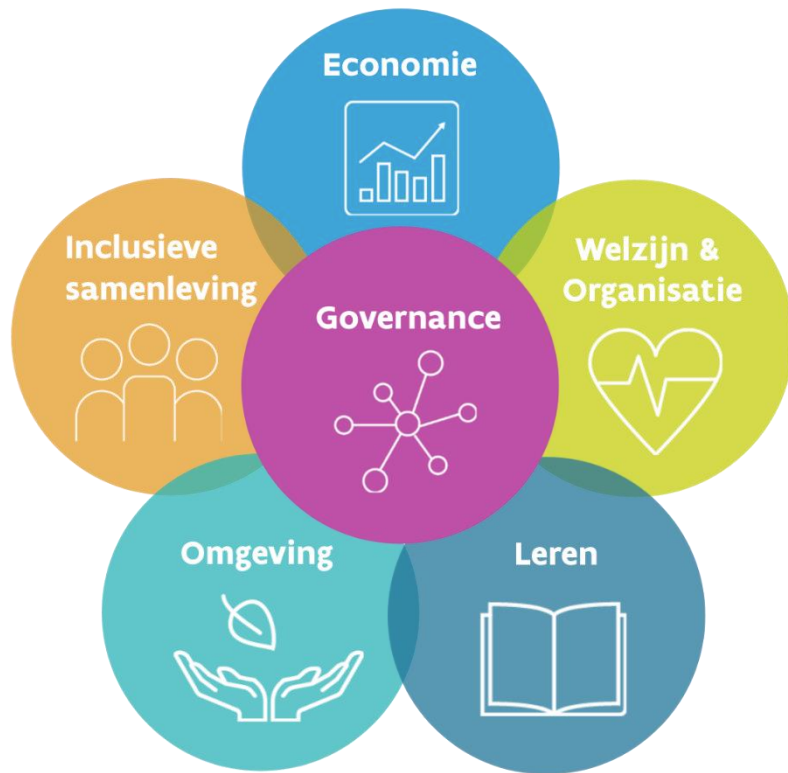 Economie
Inclusieve
samenleving
Welzijn &
Organisatie
Governance
Omgeving
Leren